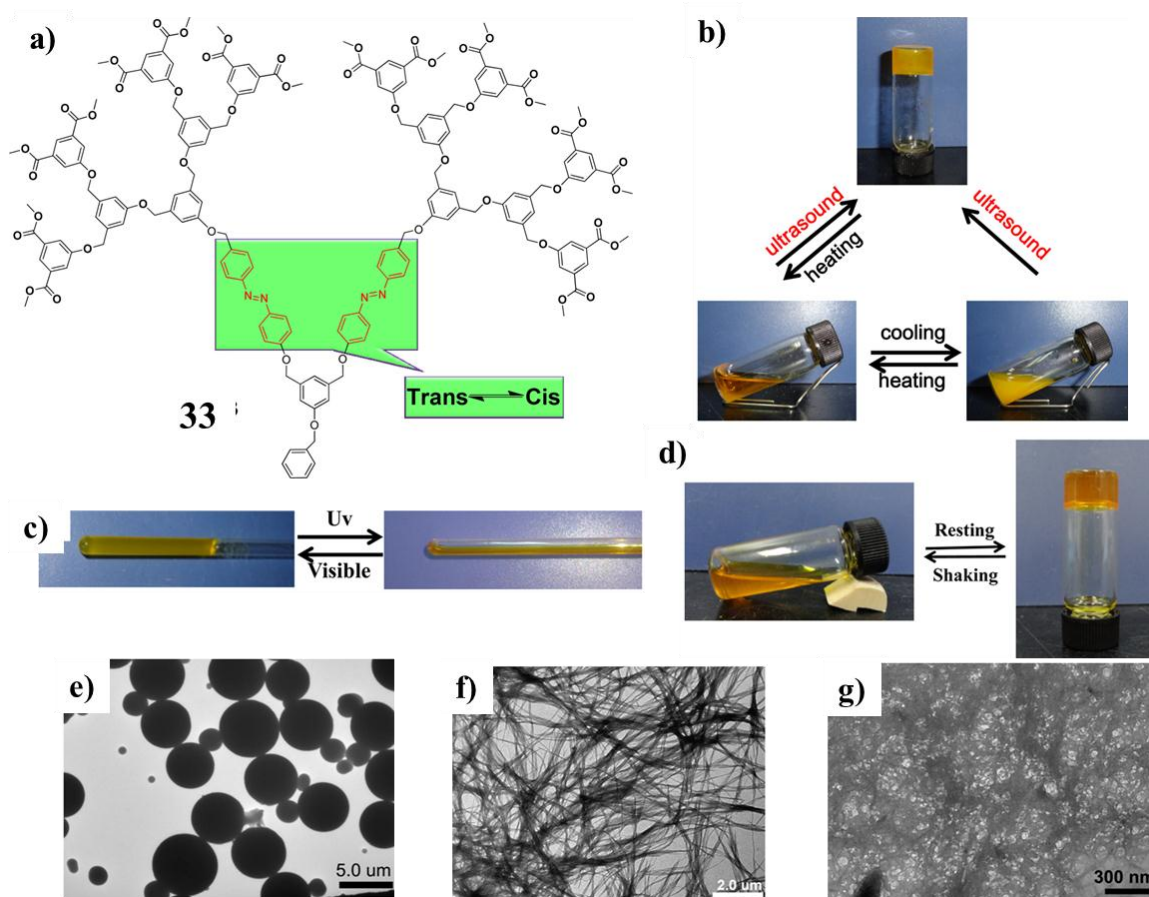 a)
N=N
N=N
Trans ⇌ Cis
33
b)
ultrasound
heating
ultrasound
cooling
heating
c)
Uv
Visible
d)
Resting
Shaking
e)
5.0 um
f)
2.0 um
g)
300 nm